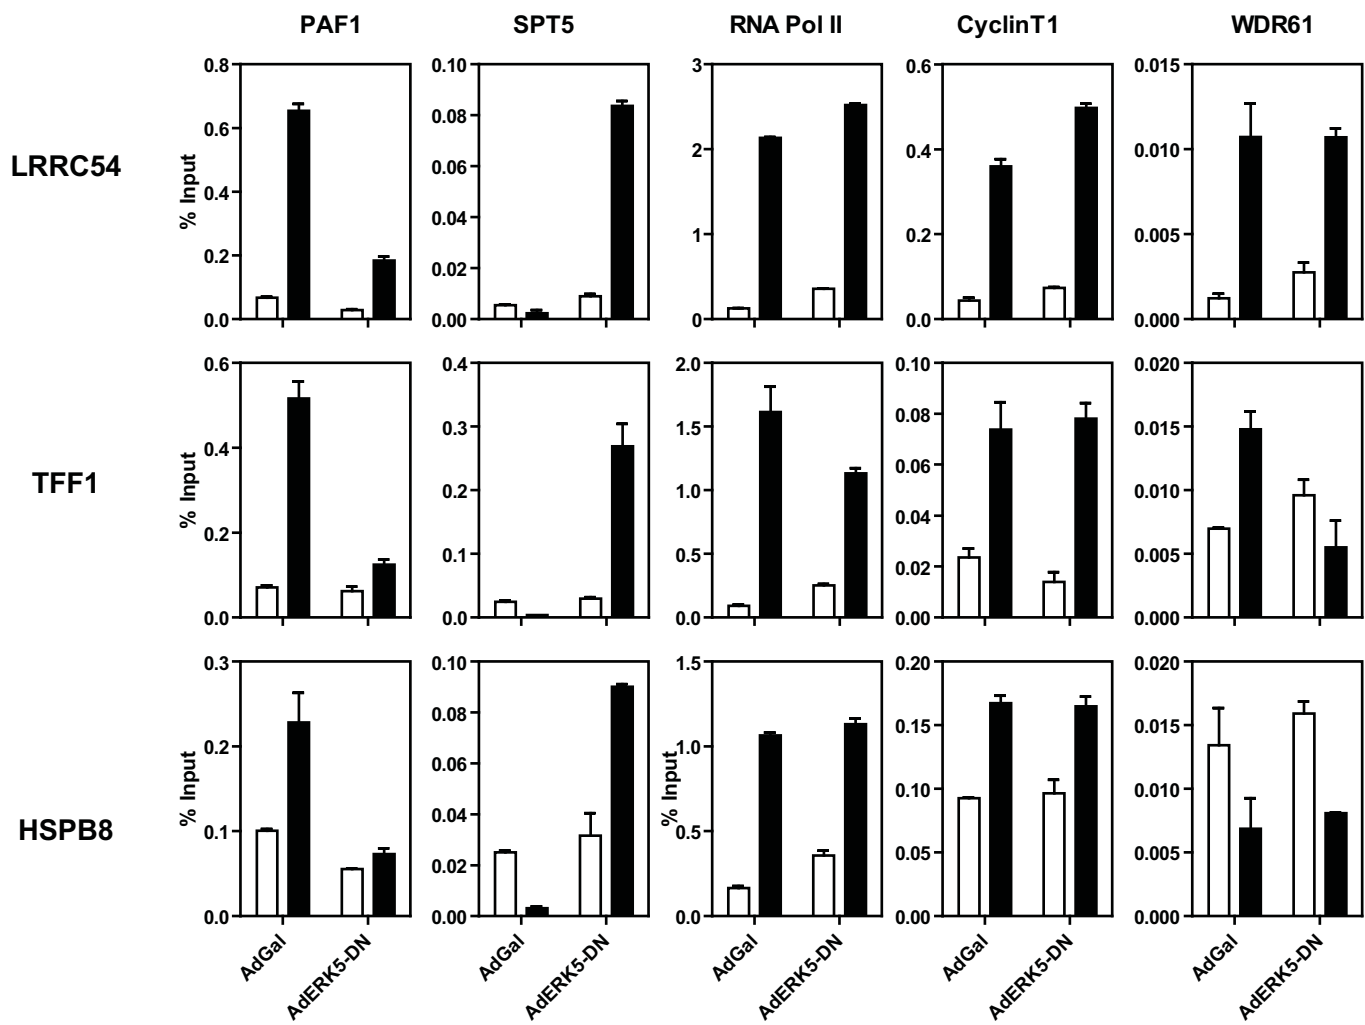 PAF1 SPT5 RNA Pol II CyclinT1 WDR61
LRRC54
% Input
0.8 0.6 0.4 0.2 0.0
0.10 0.08 0.06 0.04 0.02 0.00
3 2 1 0
0.6 0.4 0.2 0.0
0.015 0.010 0.005 0.000
TFF1
% Input
0.6 0.4 0.2 0.0
0.4 0.3 0.2 0.1 0.0
2.0 1.5 1.0 0.5 0.0
0.10 0.08 0.06 0.04 0.02 0.00
0.020 0.015 0.010 0.005 0.000
HSPB8
% Input
0.3 0.2 0.1 0.0
0.10 0.08 0.06 0.04 0.02 0.00
% Input
1.5 1.0 0.5 0.0
0.20 0.15 0.10 0.05 0.00
0.020 0.015 0.010 0.005 0.000
AdGal AdERK5-DN AdGal AdERK5-DN AdGal AdERK5-DN AdGal AdERK5-DN AdGal AdERK5-DN